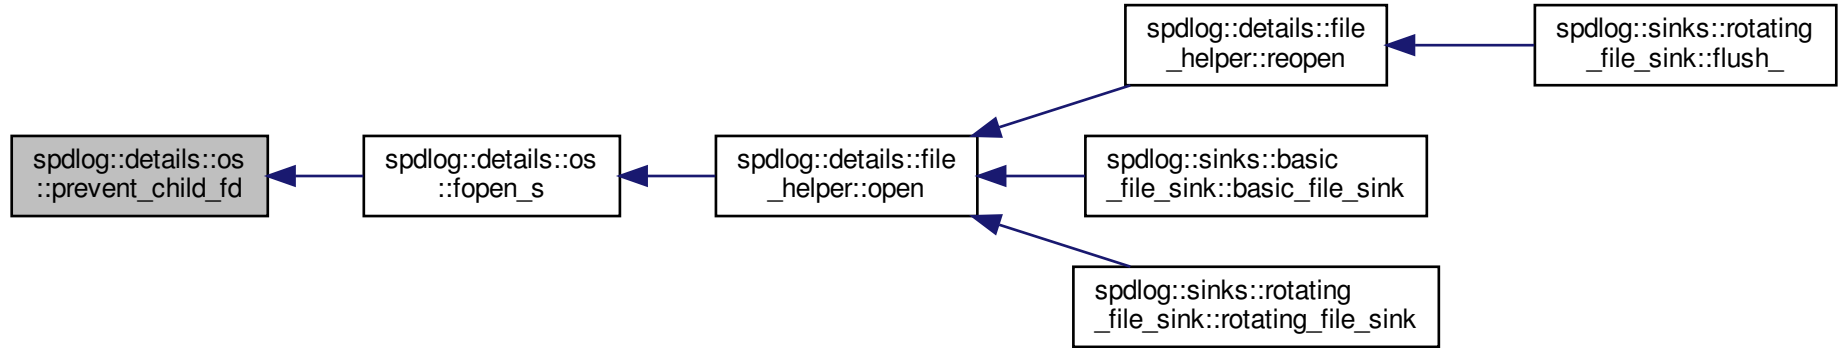 spdlog::details::os
::prevent_child_fd
spdlog::details::os
::fopen_s
spdlog::details::file
_helper::open
spdlog::details::file
_helper::reopen
spdlog::sinks::rotating
_file_sink::flush_
spdlog::sinks::basic
_file_sink::basic_file_sink
spdlog::sinks::rotating
_file_sink::rotating_file_sink